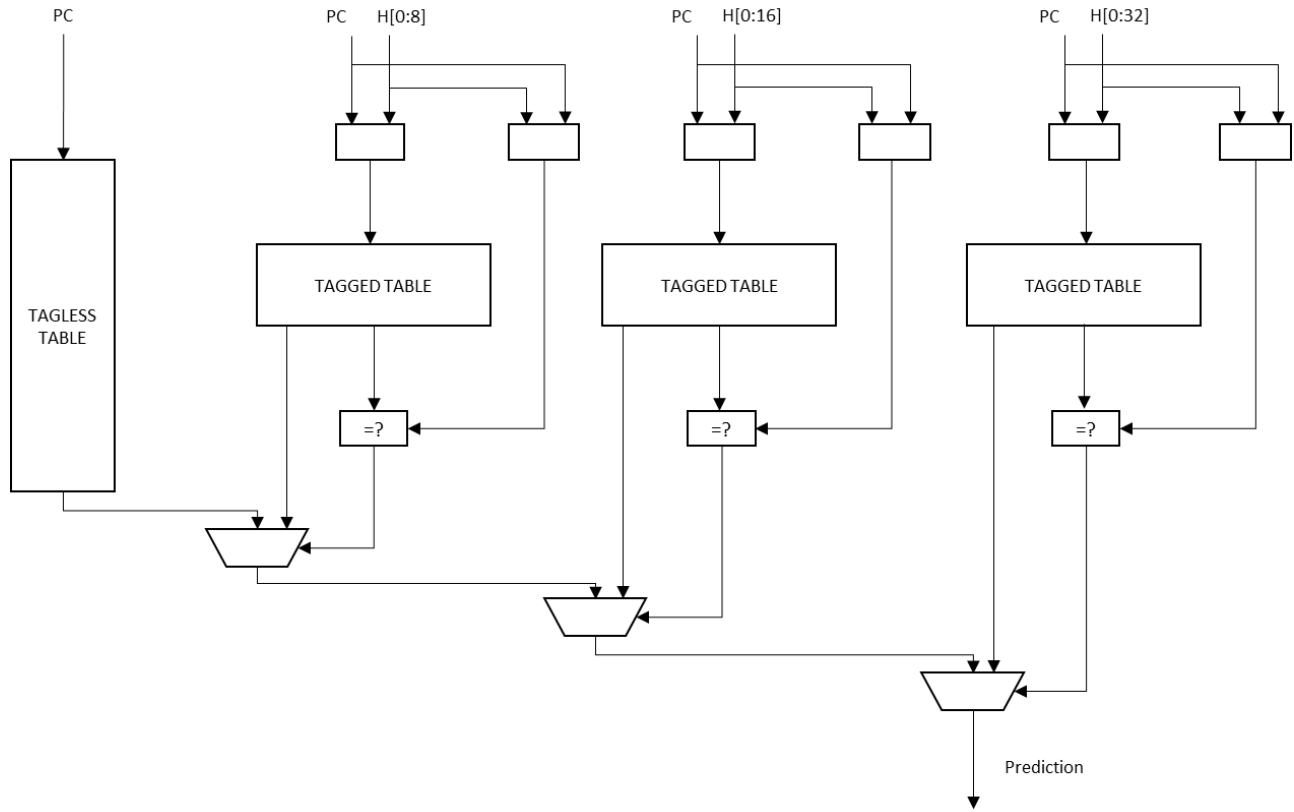 PC
PC H[0:8]
PC H[0:16]
PC H[0:32]
TAGLESS
TABLE
TAGGED TABLE
TAGGED TABLE
TAGGED TABLE
=?
=?
=?
Prediction